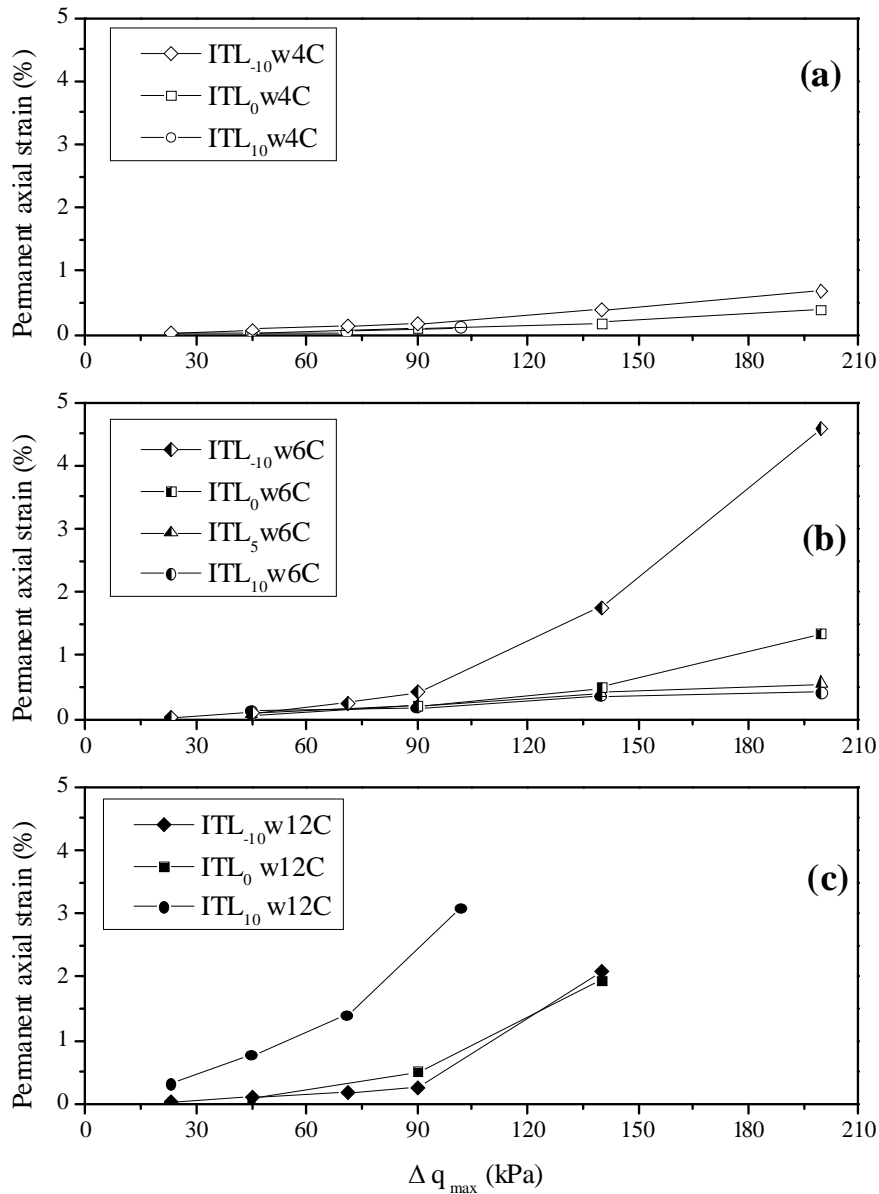 Permanent axial strain (%)
5
4
3
2
1
0
ITL-10w4C
ITL0w4C
ITL10w4C
(a)
0 30 60 90 120 150 180 210
Permanent axial strain (%)
5
4
3
2
1
0
ITL-10w6C
ITL0w6C
ITL5w6C
ITL10w6C
(b)
0 30 60 90 120 150 180 210
Permanent axial strain (%)
5
4
3
2
1
0
ITL-10w12C
ITL0 w12C
ITL10 w12C
(c)
0 30 60 90 120 150 180 210
Δ qmax (kPa)